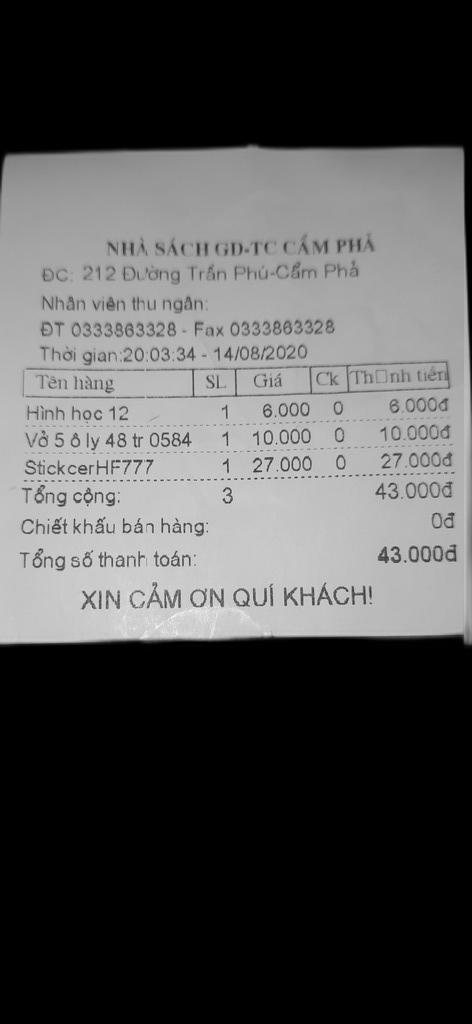 NHÀ SÁCH GD-TC CẨM PHẢ
ĐC: 212 Đường Trần Phú-Cẩm Phả
Nhân viên thu ngân:
ĐT 0333863328 - Fax 0333863328
Thời gian:20:03:34 - 14/08/2020
Tên hàng SL Giá Ck Th□nh tiền
Hình học 12 1 6.000 0 6.000đ
Vở 5 ô ly 48 tr 0584 1 10.000 0 10.000đ
StickcerHF777 1 27.000 0 27.000đ
Tổng cộng: 3 43.000đ
Chiết khấu bán hàng: 0đ
Tổng số thanh toán: 43.000đ
XIN CẢM ƠN QUÍ KHÁCH!